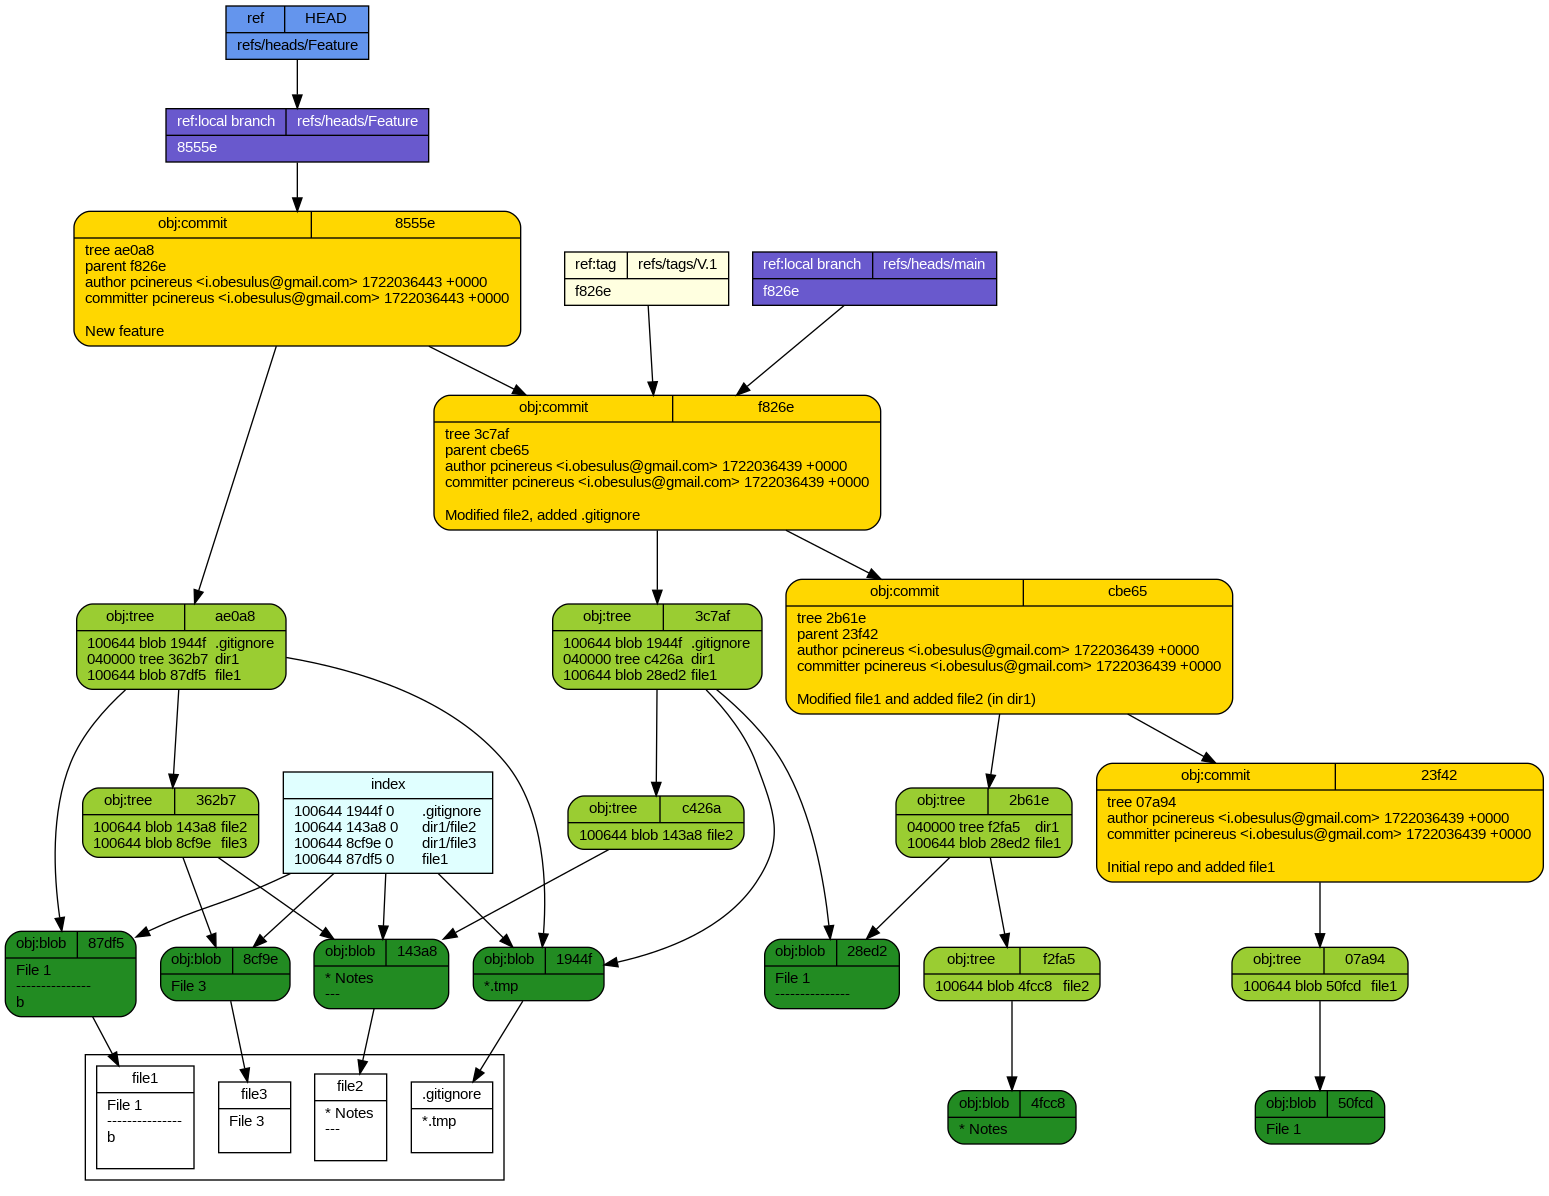 ref HEAD
refs/heads/Feature
ref:local branch refs/heads/Feature
8555e
obj:commit 8555e
tree ae0a8
parent f826e
author pcinereus <i.obesulus@gmail.com> 1722036443 +0000
committer pcinereus <i.obesulus@gmail.com> 1722036443 +0000
New feature
ref:tag refs/tags/V.1
f826e
ref:local branch refs/heads/main
f826e
obj:commit f826e
tree 3c7af
parent cbe65
author pcinereus <i.obesulus@gmail.com> 1722036439 +0000
committer pcinereus <i.obesulus@gmail.com> 1722036439 +0000
Modified file2, added .gitignore
obj:tree ae0a8
100644 blob 1944f .gitignore
040000 tree 362b7 dir1
100644 blob 87df5 file1
obj:tree 3c7af
100644 blob 1944f .gitignore
040000 tree c426a dir1
100644 blob 28ed2 file1
obj:commit cbe65
tree 2b61e
parent 23f42
author pcinereus <i.obesulus@gmail.com> 1722036439 +0000
committer pcinereus <i.obesulus@gmail.com> 1722036439 +0000
Modified file1 and added file2 (in dir1)
obj:tree 362b7
100644 blob 143a8 file2
100644 blob 8cf9e file3
index
100644 1944f 0 .gitignore
100644 143a8 0 dir1/file2
100644 8cf9e 0 dir1/file3
100644 87df5 0 file1
obj:tree c426a
100644 blob 143a8 file2
obj:tree 2b61e
040000 tree f2fa5 dir1
100644 blob 28ed2 file1
obj:commit 23f42
tree 07a94
author pcinereus <i.obesulus@gmail.com> 1722036439 +0000
committer pcinereus <i.obesulus@gmail.com> 1722036439 +0000
Initial repo and added file1
obj:blob 87df5
File 1
---------------
b
obj:blob 8cf9e
File 3
obj:blob 143a8
* Notes
---
obj:blob 1944f
*.tmp
obj:blob 28ed2
File 1
---------------
obj:tree f2fa5
100644 blob 4fcc8 file2
obj:tree 07a94
100644 blob 50fcd file1
file1
File 1
---------------
b
file3
File 3
file2
* Notes
---
.gitignore
*.tmp
obj:blob 4fcc8
* Notes
obj:blob 50fcd
File 1